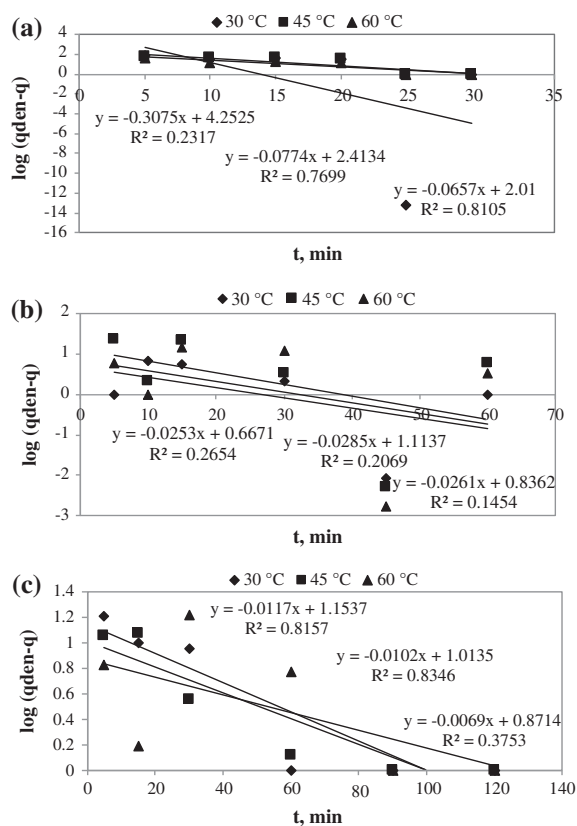 (a)
30 °C 45 °C 60 °C
4
2
0
-2
-4
-6
-8
-10
-12
-14
-16
0 5 10 15 20 25 30 35
log (qden-q)
y = -0.3075x + 4.2525
R² = 0.2317
y = -0.0774x + 2.4134
R² = 0.7699
y = -0.0657x + 2.01
R² = 0.8105
t, min
(b)
30 °C 45 °C 60 °C
2
1
0
-1
-2
-3
0 10 20 30 40 50 60 70
log (qden-q)
y = -0.0253x + 0.6671
R² = 0.2654
y = -0.0285x + 1.1137
R² = 0.2069
y = -0.0261x + 0.8362
R² = 0.1454
t, min
(c)
30 °C 45 °C 60 °C
1.4
1.2
1
0.8
0.6
0.4
0.2
0
0 20 40 60 80 100 120 140
log (qden-q)
y = -0.0117x + 1.1537
R² = 0.8157
y = -0.0102x + 1.0135
R² = 0.8346
y = -0.0069x + 0.8714
R² = 0.3753
t, min